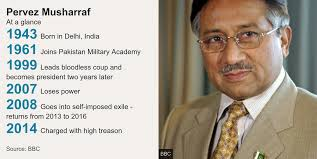 Pervez Musharraf
At a glance
1943 Born in Delhi, India
1961 Joins Pakistan Military Academy
1999 Leads bloodless coup and
becomes president two years later
2007 Loses power
2008 Goes into self-imposed exile -
returns from 2013 to 2016
2014 Charged with high treason
Source: BBC
BBC